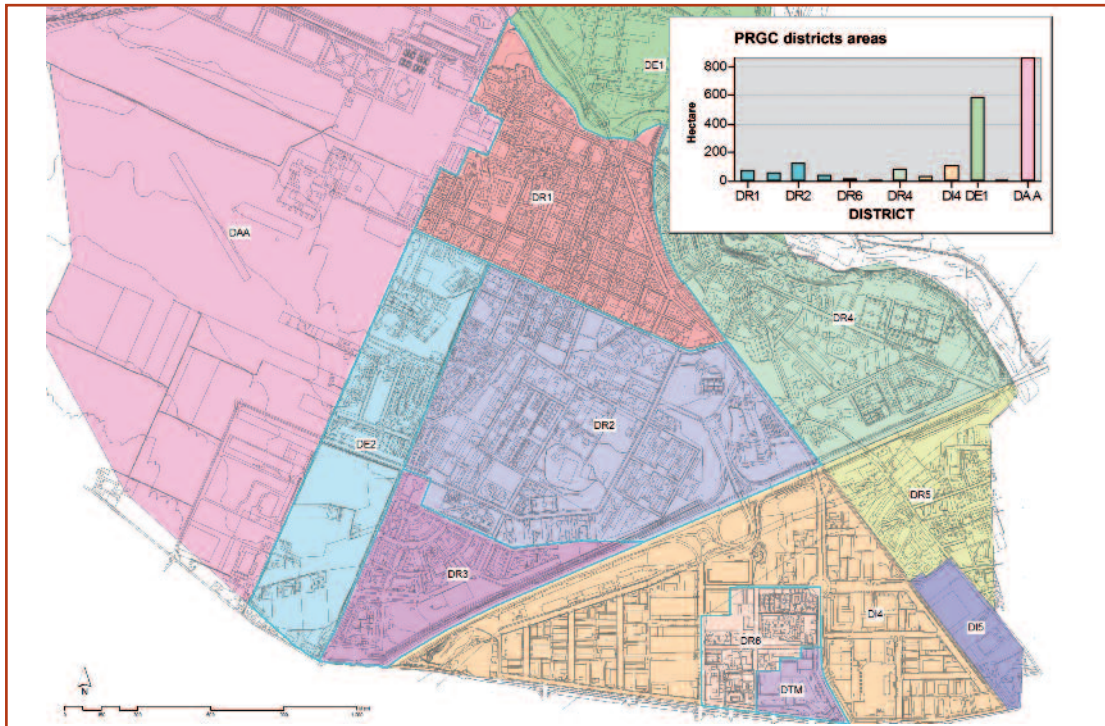 PRGC districts areas
800
600
400
200
0
Hectare
DR1 DR2 DR6 DR4 DI4 DE1 DAA
DISTRICT
DE1
DR1
DAA
DR4
DR2
DE2
DR5
DR3
DI4
DI5
DR6
DTM
N